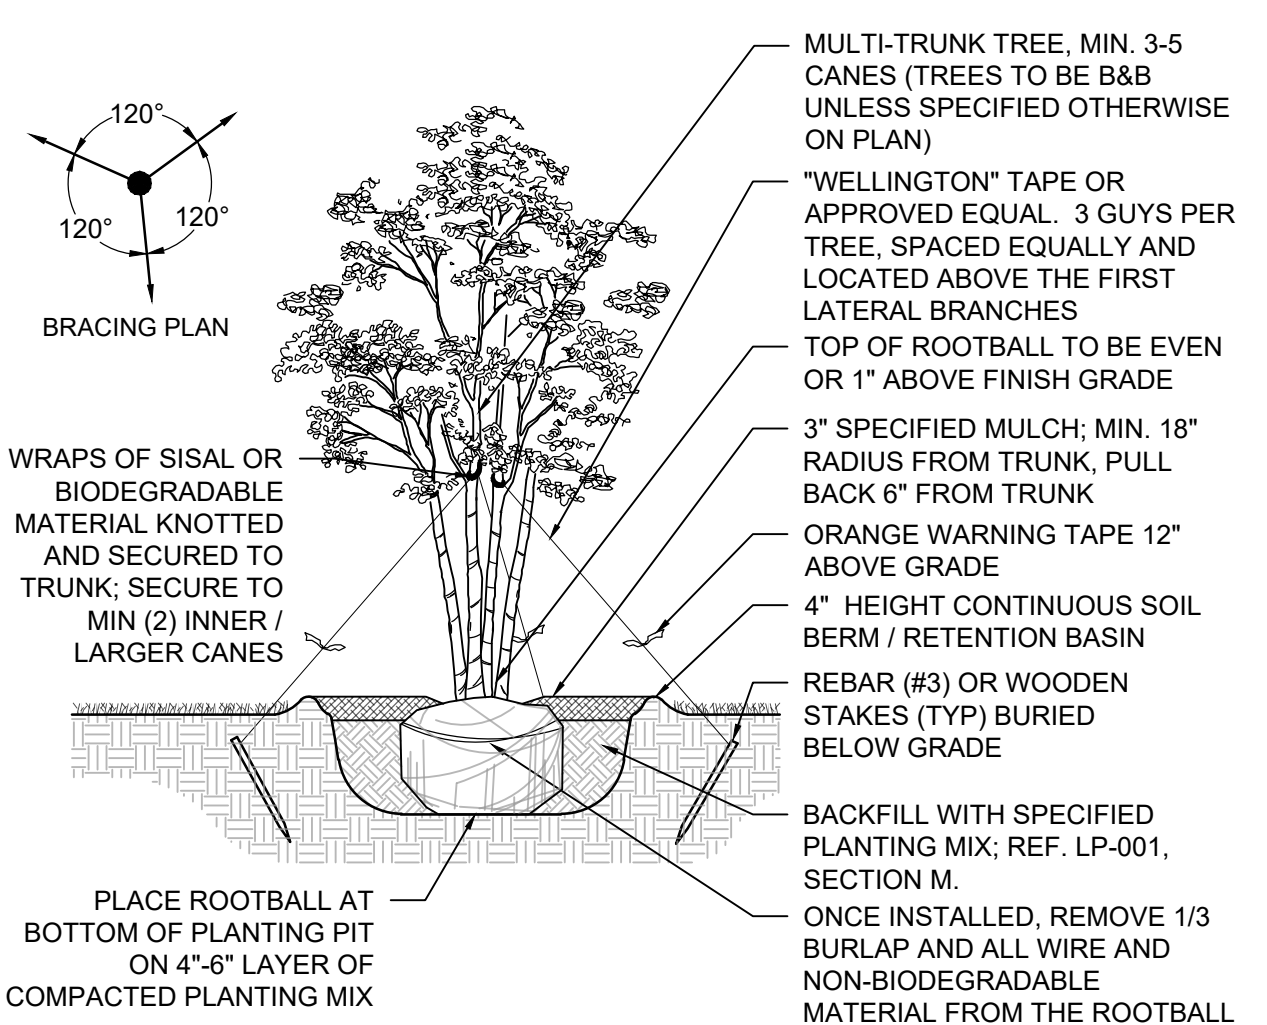 120°
120°
120°
BRACING PLAN
WRAPS OF SISAL OR
BIODEGRADABLE
MATERIAL KNOTTED
AND SECURED TO
TRUNK; SECURE TO
MIN (2) INNER /
LARGER CANES
PLACE ROOTBALL AT
BOTTOM OF PLANTING PIT
ON 4"-6" LAYER OF
COMPACTED PLANTING MIX
MULTI-TRUNK TREE, MIN. 3-5
CANES (TREES TO BE B&B
UNLESS SPECIFIED OTHERWISE
ON PLAN)
"WELLINGTON" TAPE OR
APPROVED EQUAL.  3 GUYS PER
TREE, SPACED EQUALLY AND
LOCATED ABOVE THE FIRST
LATERAL BRANCHES
TOP OF ROOTBALL TO BE EVEN
OR 1" ABOVE FINISH GRADE
3" SPECIFIED MULCH; MIN. 18"
RADIUS FROM TRUNK, PULL
BACK 6" FROM TRUNK
ORANGE WARNING TAPE 12"
ABOVE GRADE
4"  HEIGHT CONTINUOUS SOIL
BERM / RETENTION BASIN
REBAR (#3) OR WOODEN
STAKES (TYP) BURIED
BELOW GRADE
BACKFILL WITH SPECIFIED
PLANTING MIX; REF. LP-001,
SECTION M.
ONCE INSTALLED, REMOVE 1/3
BURLAP AND ALL WIRE AND
NON-BIODEGRADABLE
MATERIAL FROM THE ROOTBALL